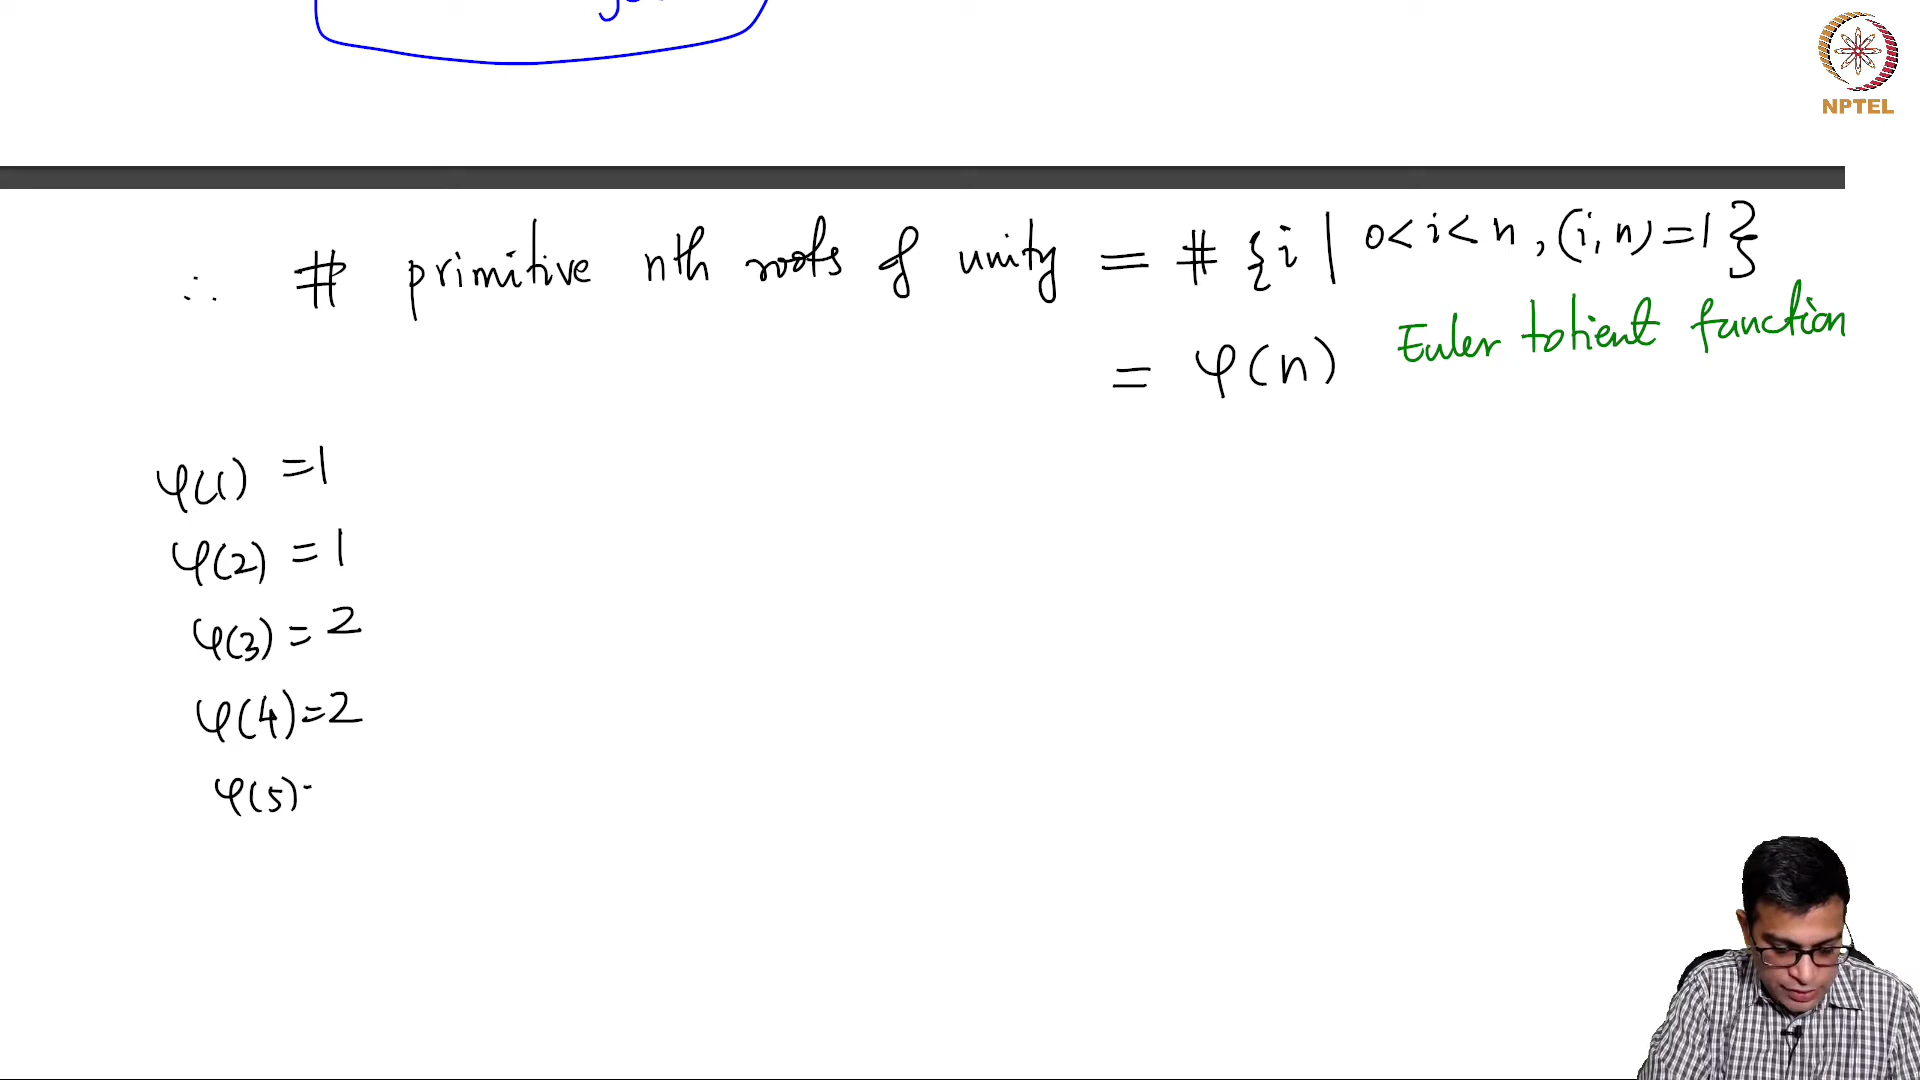 NPTEL
∴ # primitive nth roots of unity = # {i | 0<i<n, (i,n)=1}
= φ(n) Euler totient function
φ(1) =1
φ(2) =1
φ(3) = 2
φ(4)=2
φ(5)-